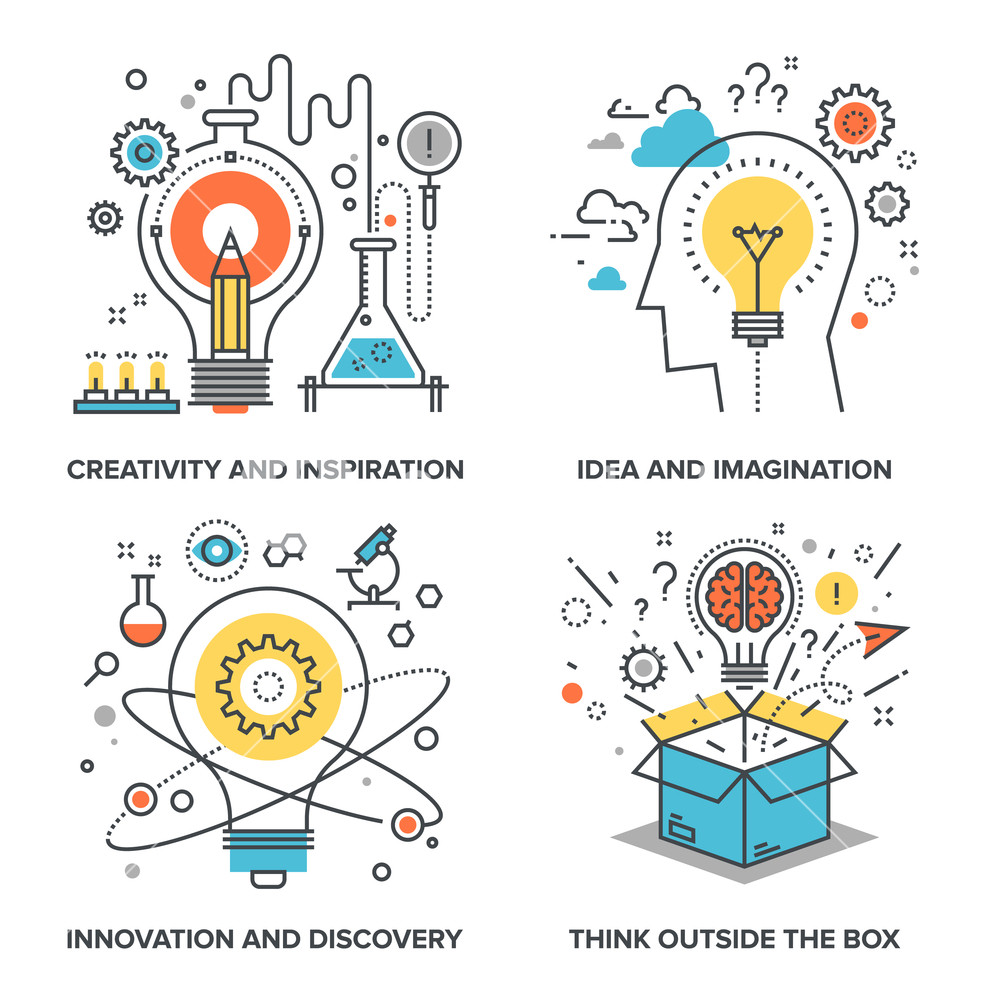 !
? ? ?
CREATIVITY AND INSPIRATION
IDEA AND IMAGINATION
?
!
?
?
INNOVATION AND DISCOVERY
THINK OUTSIDE THE BOX